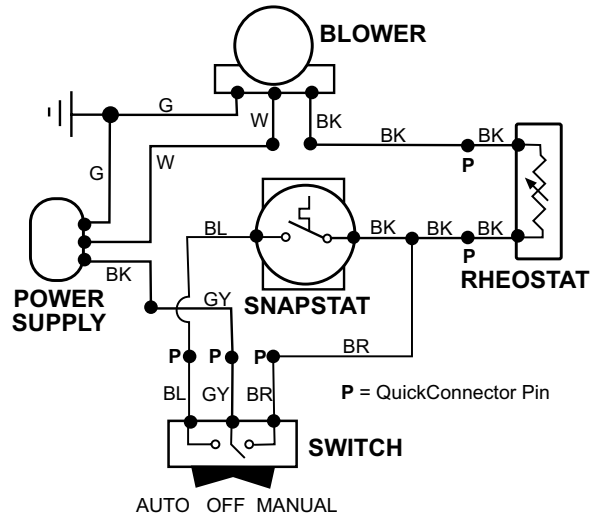 BLOWER
G
W
BK
BK
BK
P
G
W
BL
BK
BK
BK
P
RHEOSTAT
BK
SNAPSTAT
GY
POWER
SUPPLY
BR
P
P
P
BL
GY
BR
P = QuickConnector Pin
SWITCH
AUTO OFF MANUAL